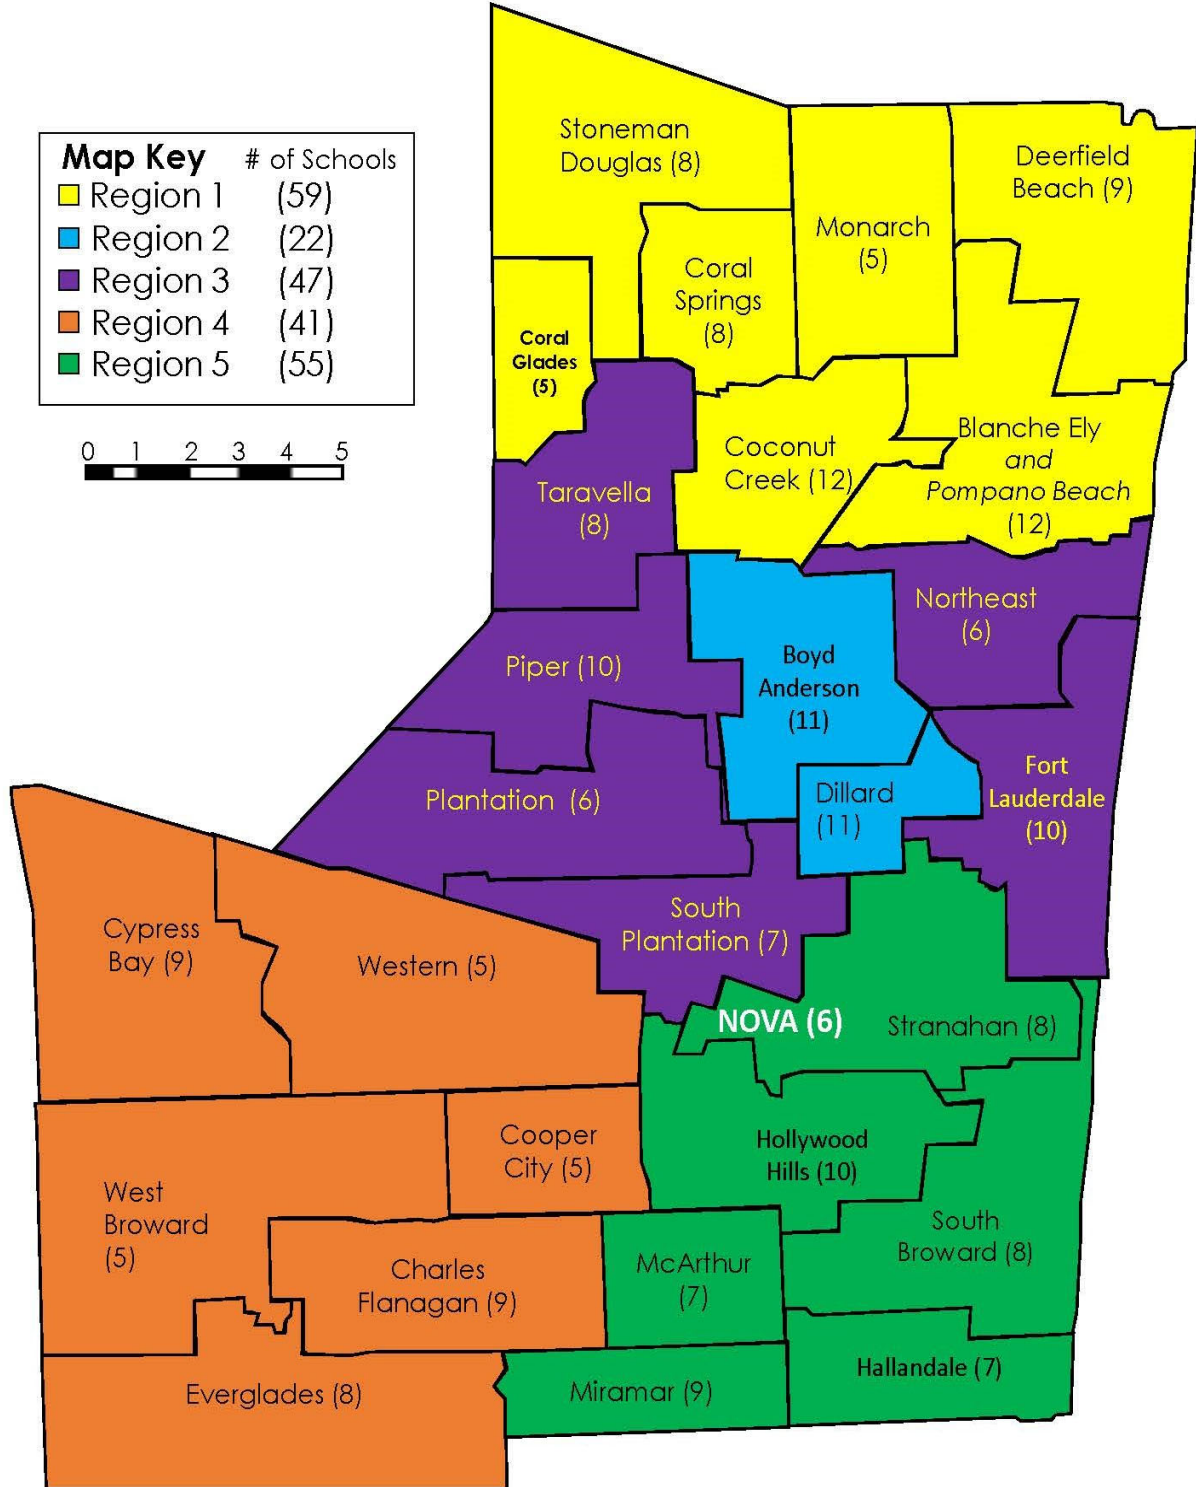 Map Key # of Schools
Region 1 (59)
Region 2 (22)
Region 3 (47)
Region 4 (41)
Region 5 (55)
0 1 2 3 4 5
Stoneman
Douglas (8)
Monarch
(5)
Deerfield
Beach (9)
Coral
Springs
(8)
Coral
Glades
(5)
Coconut
Creek (12)
Blanche Ely
and
Pompano Beach
(12)
Taravella
(8)
Northeast
(6)
Piper (10)
Boyd
Anderson
(11)
Plantation (6)
Dillard
(11)
Fort
Lauderdale
(10)
South
Plantation (7)
Cypress
Bay (9)
Western (5)
NOVA (6)
Stranahan (8)
Cooper
City (5)
Hollywood
Hills (10)
West
Broward
(5)
South
Broward (8)
Charles
Flanagan (9)
McArthur
(7)
Everglades (8)
Miramar (9)
Hallandale (7)